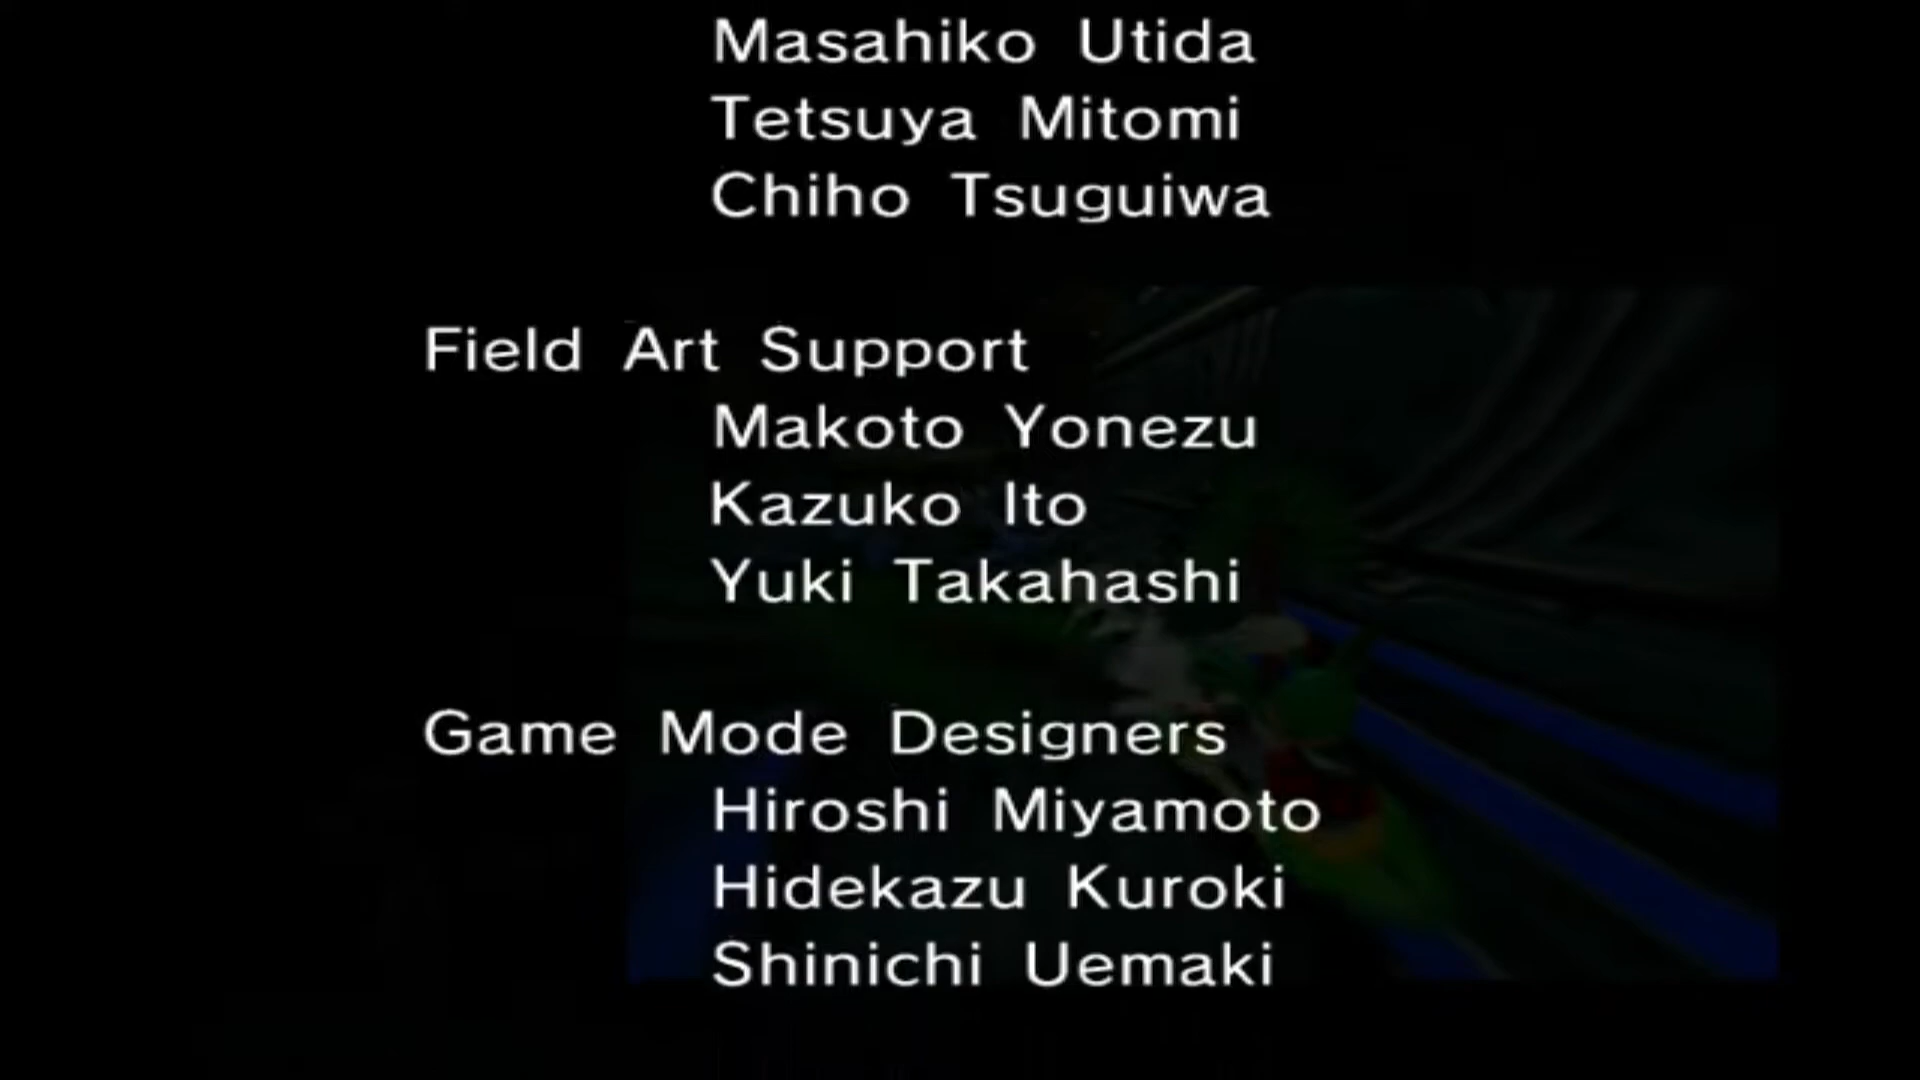 Masahiko Utida
Tetsuya Mitomi
Chiho Tsuguiwa
Field Art Support
Makoto Yonezu
Kazuko Ito
Yuki Takahashi
Game Mode Designers
Hiroshi Miyamoto
Hidekazu Kuroki
Shinichi Uemaki